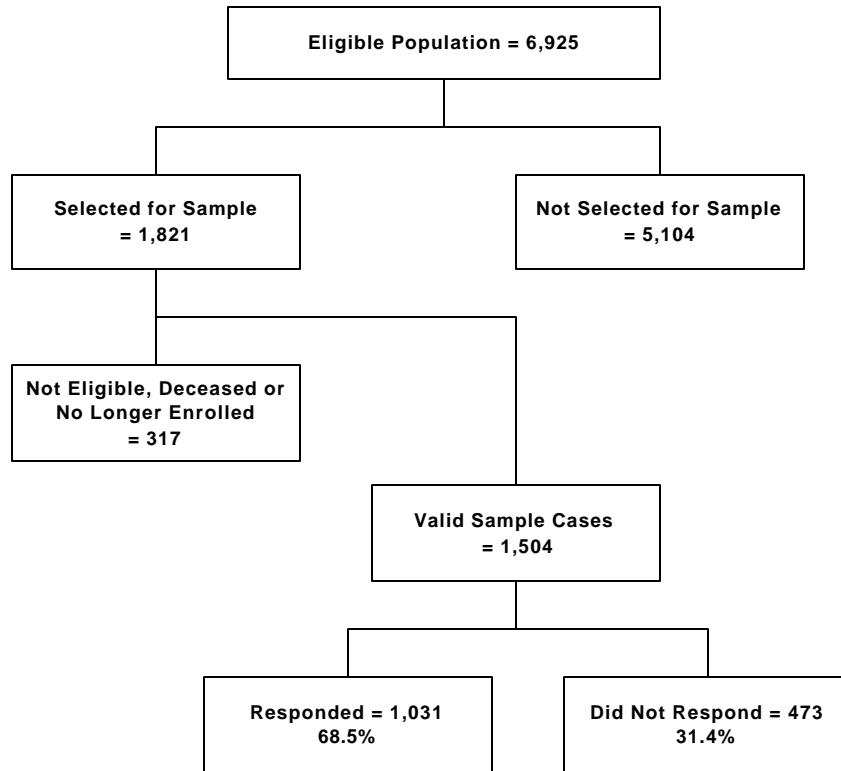 Eligible Population = 6,925
Selected for Sample
= 1,821
Not Selected for Sample
= 5,104
Not Eligible, Deceased or
No Longer Enrolled
= 317
Valid Sample Cases
= 1,504
Responded = 1,031
68.5%
Did Not Respond = 473
31.4%